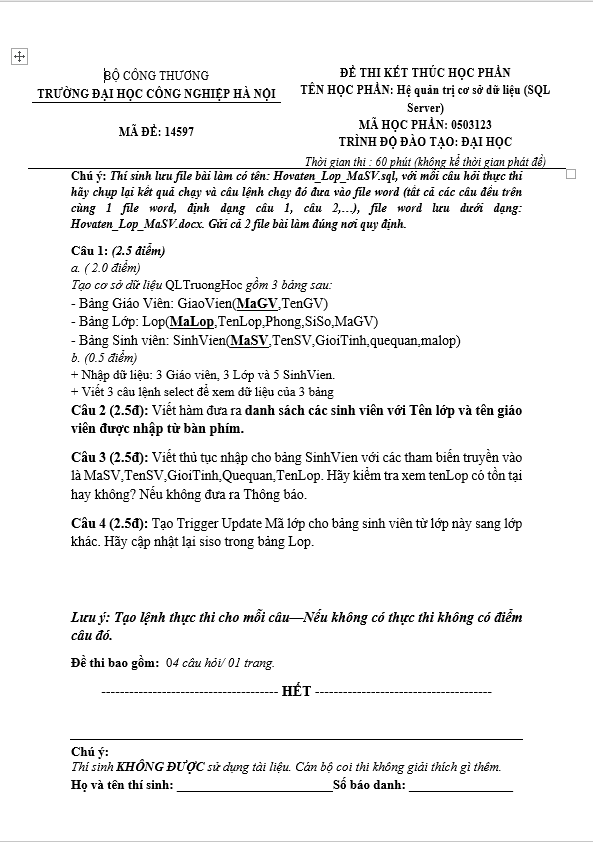 BỘ CÔNG THƯƠNG
TRƯỜNG ĐẠI HỌC CÔNG NGHIỆP HÀ NỘI
MÃ ĐỀ: 14597
ĐỀ THI KẾT THÚC HỌC PHẦN
TÊN HỌC PHẦN: Hệ quản trị cơ sở dữ liệu (SQL
Server)
MÃ HỌC PHẦN: 0503123
TRÌNH ĐỘ ĐÀO TẠO: ĐẠI HỌC
Thời gian thi : 60 phút (không kể thời gian phát đề)
Chú ý: Thí sinh lưu file bài làm có tên: Hovaten_Lop_MaSV.sql, với mỗi câu hỏi thực thi
hãy chụp lại kết quả chạy và câu lệnh chạy đó đưa vào file word (tất cả các câu đều trên
cùng 1 file word, định dạng câu 1, câu 2,...), file word lưu dưới dạng:
Hovaten_Lop_MaSV.docx. Gửi cả 2 file bài làm đúng nơi quy định.
Câu 1: (2.5 điểm)
a. ( 2.0 điểm)
Tạo cơ sở dữ liệu QLTruongHoc gồm 3 bảng sau:
- Bảng Giáo Viên: GiaoVien(MaGV,TenGV)
- Bảng Lớp: Lop(MaLop,TenLop,Phong,SiSo,MaGV)
- Bảng Sinh viên: SinhVien(MaSV,TenSV,GioiTinh,quequan,malop)
b. (0.5 điểm)
+ Nhập dữ liệu: 3 Giáo viên, 3 Lớp và 5 SinhVien.
+ Viết 3 câu lệnh select để xem dữ liệu của 3 bảng
Câu 2 (2.5đ): Viết hàm đưa ra danh sách các sinh viên với Tên lớp và tên giáo
viên được nhập từ bàn phím.
Câu 3 (2.5đ): Viết thủ tục nhập cho bảng SinhVien với các tham biến truyền vào
là MaSV,TenSV,GioiTinh,Quequan,TenLop. Hãy kiểm tra xem tenLop có tồn tại
hay không? Nếu không đưa ra Thông báo.
Câu 4 (2.5đ): Tạo Trigger Update Mã lớp cho bảng sinh viên từ lớp này sang lớp
khác. Hãy cập nhật lại siso trong bảng Lop.
Lưu ý: Tạo lệnh thực thi cho mỗi câu—Nếu không có thực thi không có điểm
câu đó.
Đề thi bao gồm: 04 câu hỏi/ 01 trang.
--------------------------------------- HẾT ---------------------------------------
Chú ý:
Thí sinh KHÔNG ĐƯỢC sử dụng tài liệu. Cán bộ coi thi không giải thích gì thêm.
Họ và tên thí sinh: ________________________Số báo danh: ________________